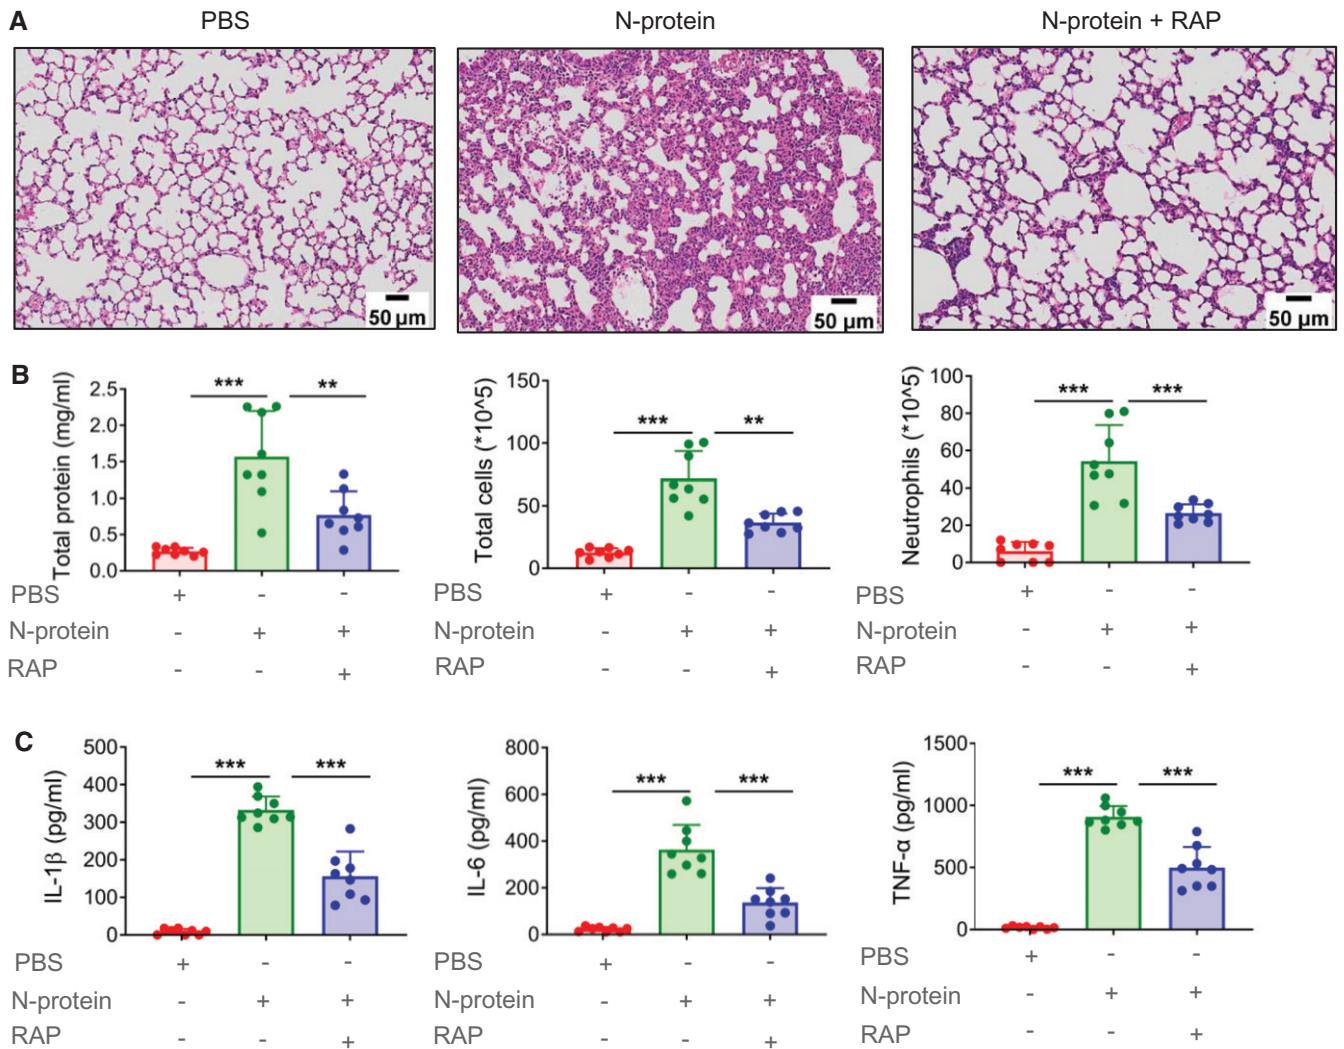 A
PBS
N-protein
N-protein + RAP
50 µm
50 µm
50 µm
B
Total protein (mg/ml)
2.5
2.0
1.5
1.0
0.5
0.0
***
**
PBS + - -
N-protein - + +
RAP - - +
Total cells (*10^5)
150
100
50
0
***
**
PBS + - -
N-protein - + +
RAP - - +
Neutrophils (*10^5)
100
80
60
40
20
0
***
***
PBS + - -
N-protein - + +
RAP - - +
C
IL-1β (pg/ml)
500
400
300
200
100
0
***
***
PBS + - -
N-protein - + +
RAP - - +
IL-6 (pg/ml)
800
600
400
200
0
***
***
PBS + - -
N-protein - + +
RAP - - +
TNF-α (pg/ml)
1500
1000
500
0
***
***
PBS + - -
N-protein - + +
RAP - - +